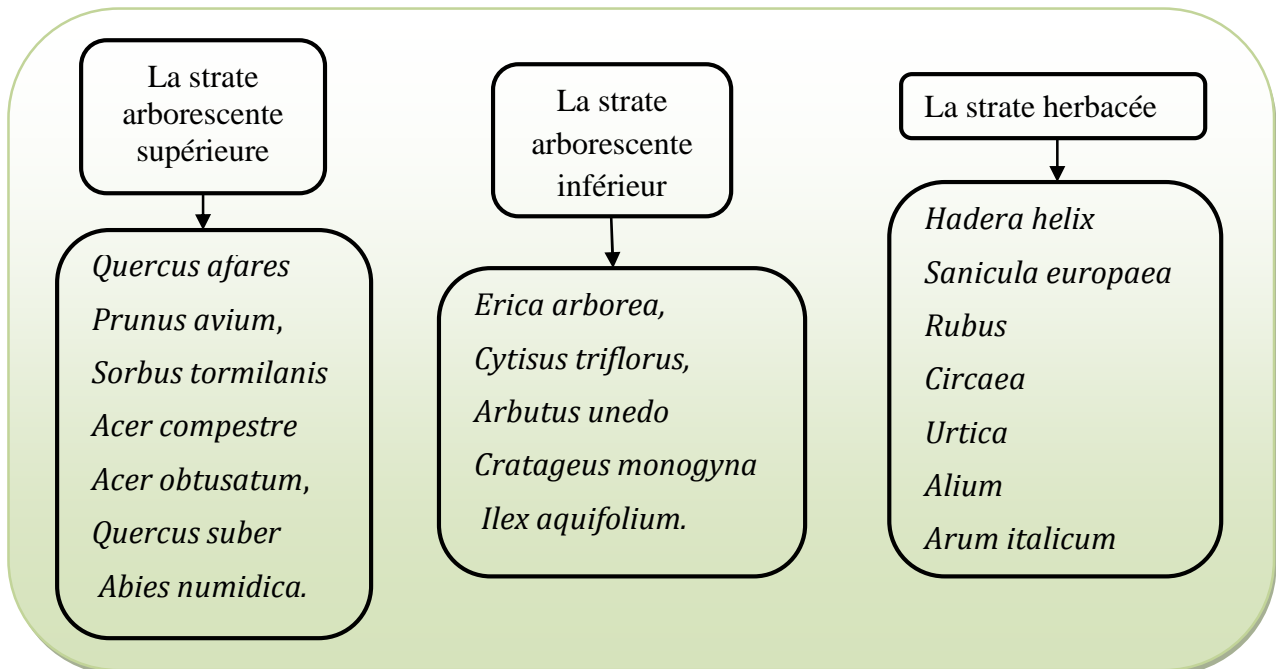 La strate
arborescente
supérieure
Quercus afares
Prunus avium,
Sorbus tormilanis
Acer compestre
Acer obtusatum,
Quercus suber
Abies numidica.
La strate
arborescente
inférieur
Erica arborea,
Cytisus triflorus,
Arbutus unedo
Cratageus monogyna
Ilex aquifolium.
La strate herbacée
Hadera helix
Sanicula europaea
Rubus
Circaea
Urtica
Alium
Arum italicum